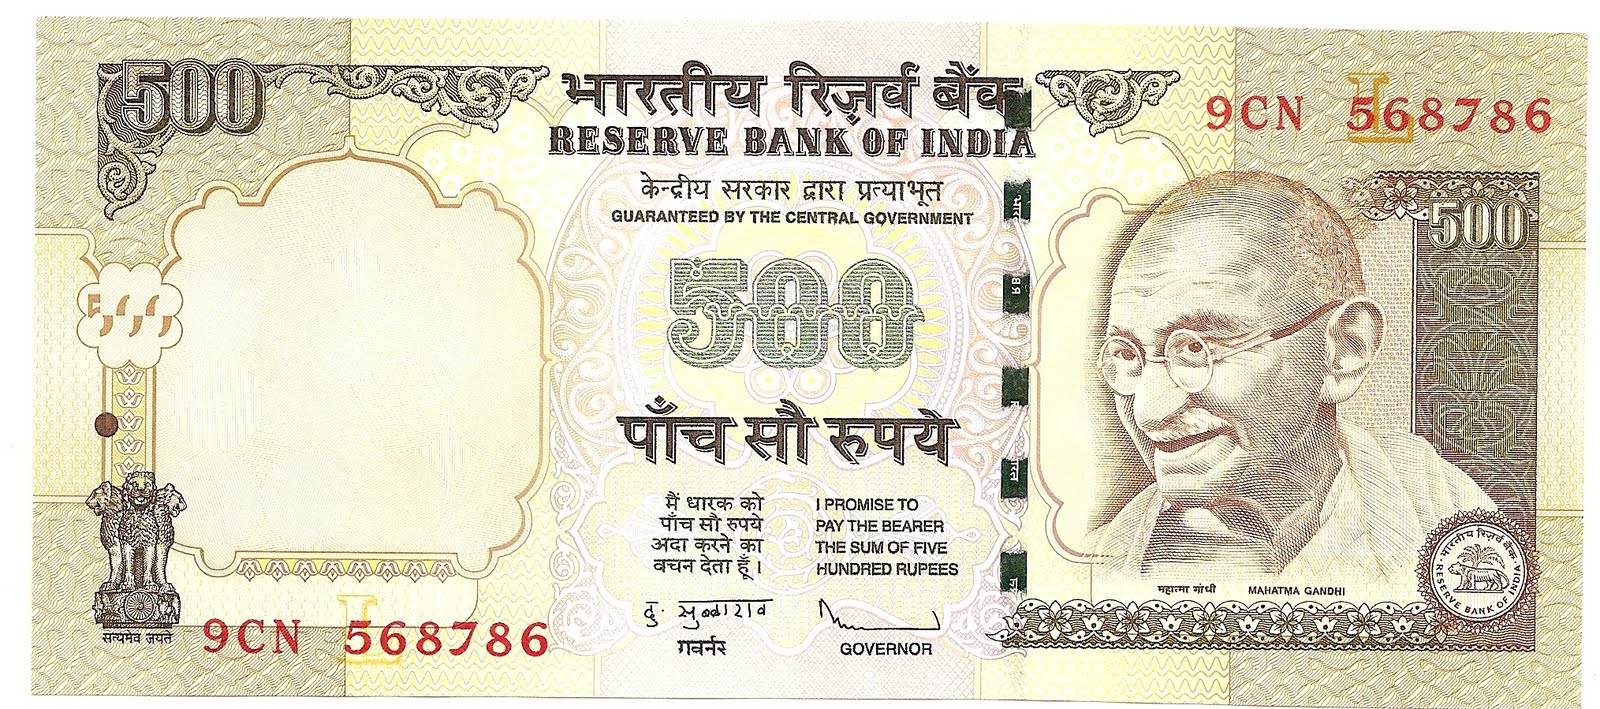 500
भारतीय रिज़र्व बैंक
RESERVE BANK OF INDIA
9CN 568786
L
केन्द्रीय सरकार द्वारा प्रत्याभूत
GUARANTEED BY THE CENTRAL GOVERNMENT
500
500
पाँच सौ रुपये
मैं धारक को
पाँच सौ रुपये
अदा करने का
वचन देता हूँ।
I PROMISE TO
PAY THE BEARER
THE SUM OF FIVE
HUNDRED RUPEES
दु. सुब्बाराव
गवर्नर
GOVERNOR
महात्मा गांधी
MAHATMA GANDHI
भारतीय रिज़र्व बैंक
RESERVE BANK OF INDIA
सत्यमेव जयते
9CN 568786
L